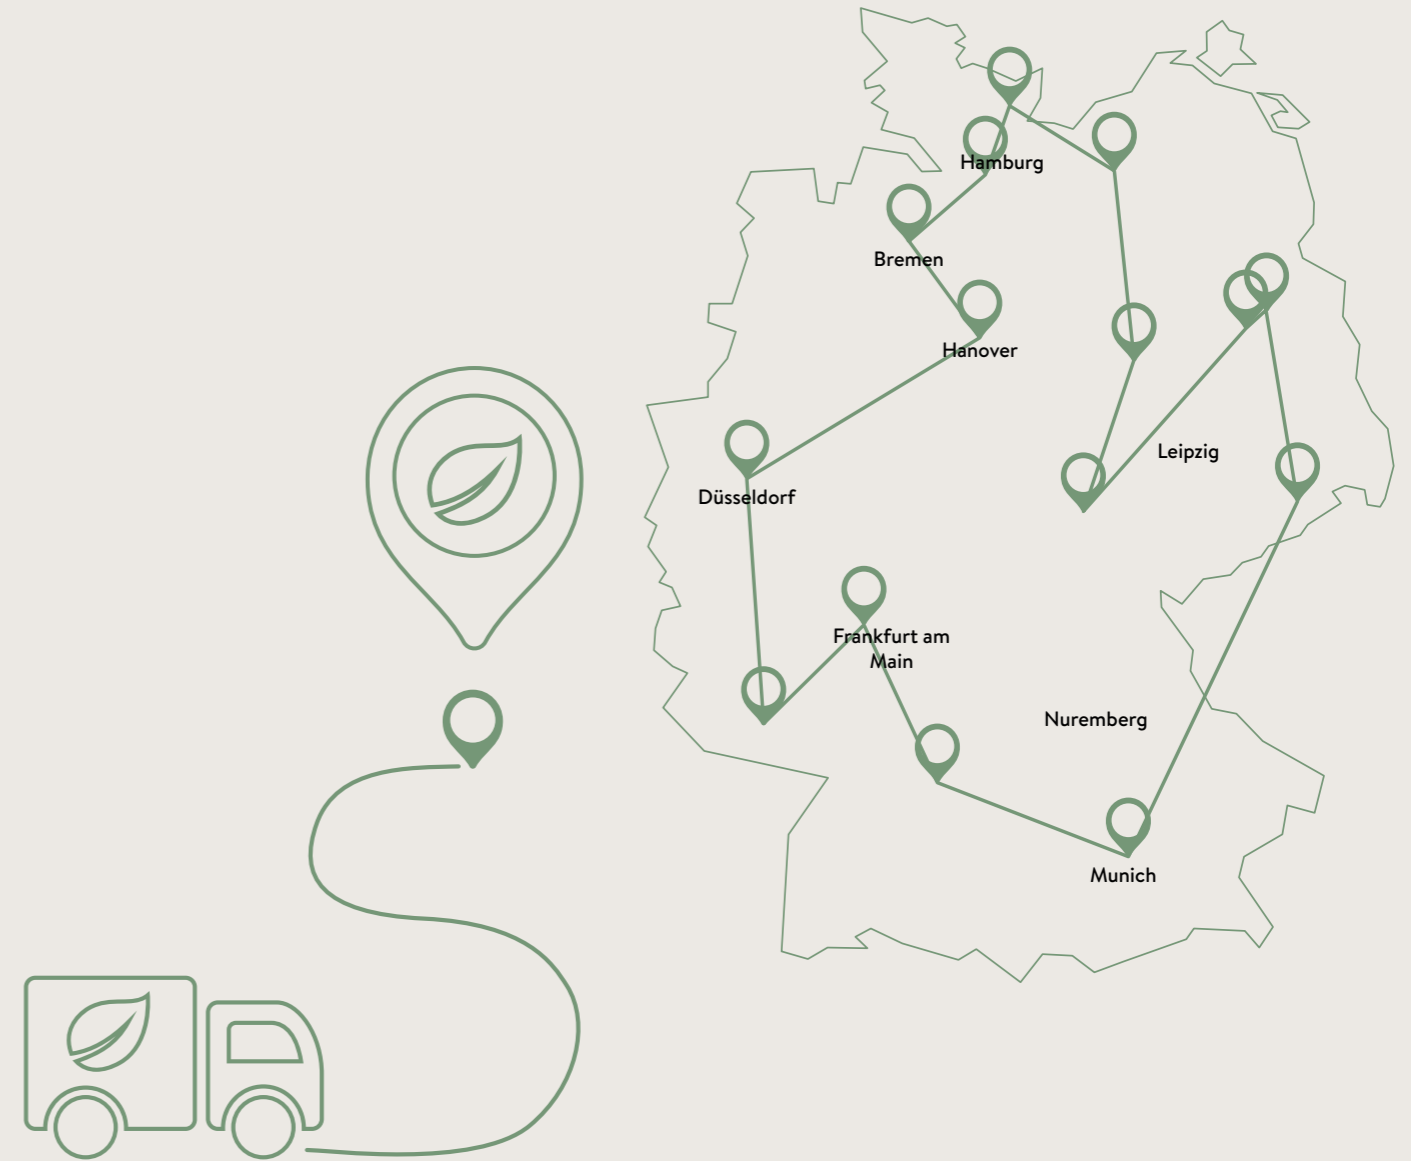 Hamburg
Bremen
Hanover
Leipzig
Düsseldorf
Frankfurt am
Main
Nuremberg
Munich